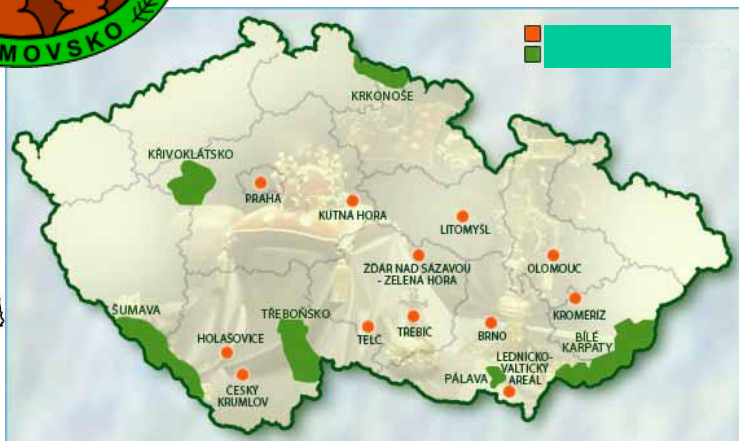 MOVSKO
KRKONOŠE
KŘIVOKLÁTSKO
PRAHA
KUTNÁ HORA
LITOMYŠL
ŽĎÁR NAD SÁZAVOU
- ZELENÁ HORA
OLOMOUC
KROMĚŘÍŽ
ŠUMAVA
TŘEBOŇSKO
HOLAŠOVICE
TELČ
TŘEBÍČ
BRNO
BÍLÉ
KARPATY
LEDNICKO-
VALTICKÝ
AREÁL
PÁLAVA
ČESKÝ
KRUMLOV